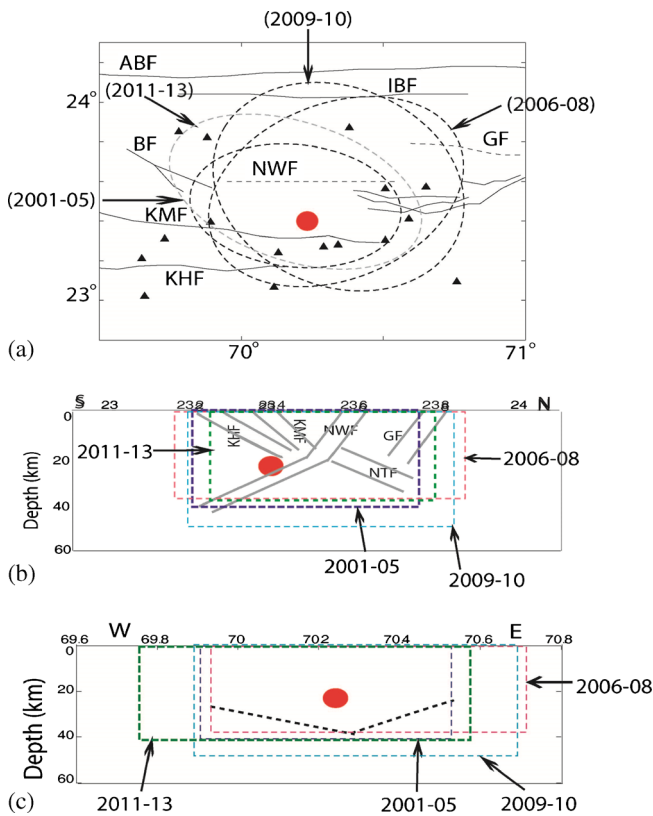 (2009-10)
(a)
ABF
(2011-13)
IBF
24°
(2006-08)
BF
GF
NWF
(2001-05)
KMF
KHF
23°
70°
71°
(b)
S
23
23.2
23.4
23.6
23.8
24
N
0
20
40
60
Depth (km)
KHF
KMF
NWF
GF
NTF
2011-13
2006-08
2001-05
2009-10
(c)
W
E
69.6
69.8
70
70.2
70.4
70.6
70.8
0
20
40
60
Depth (km)
2006-08
2011-13
2001-05
2009-10